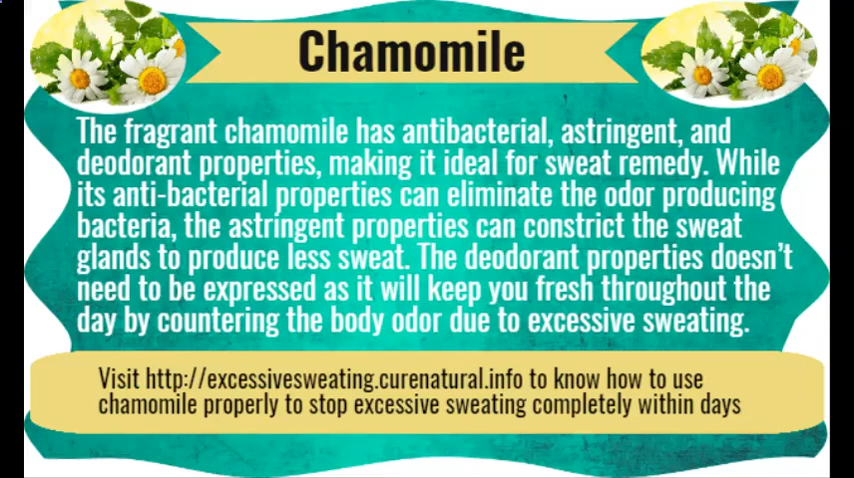 Chamomile
The fragrant chamomile has antibacterial, astringent, and
deodorant properties, making it ideal for sweat remedy. While
its anti-bacterial properties can eliminate the odor producing
bacteria, the astringent properties can constrict the sweat
glands to produce less sweat. The deodorant properties doesn't
need to be expressed as it will keep you fresh throughout the
day by countering the body odor due to excessive sweating.
Visit http://excessivesweating.curenatural.info to know how to use
chamomile properly to stop excessive sweating completely within days